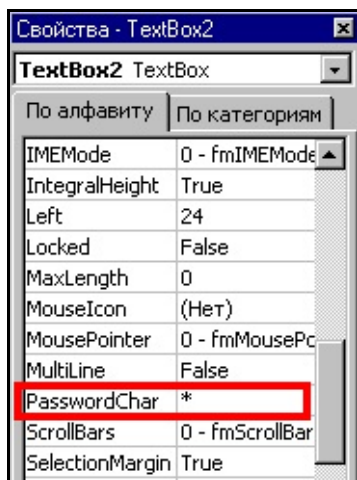 Свойства - TextBox2
TextBox2 TextBox
По алфавиту По категориям
IMEMode 0 - fmIMEMode
IntegralHeight True
Left 24
Locked False
MaxLength 0
MouseIcon (Нет)
MousePointer 0 - fmMousePo
MultiLine False
PasswordChar *
ScrollBars 0 - fmScrollBar
SelectionMargin True